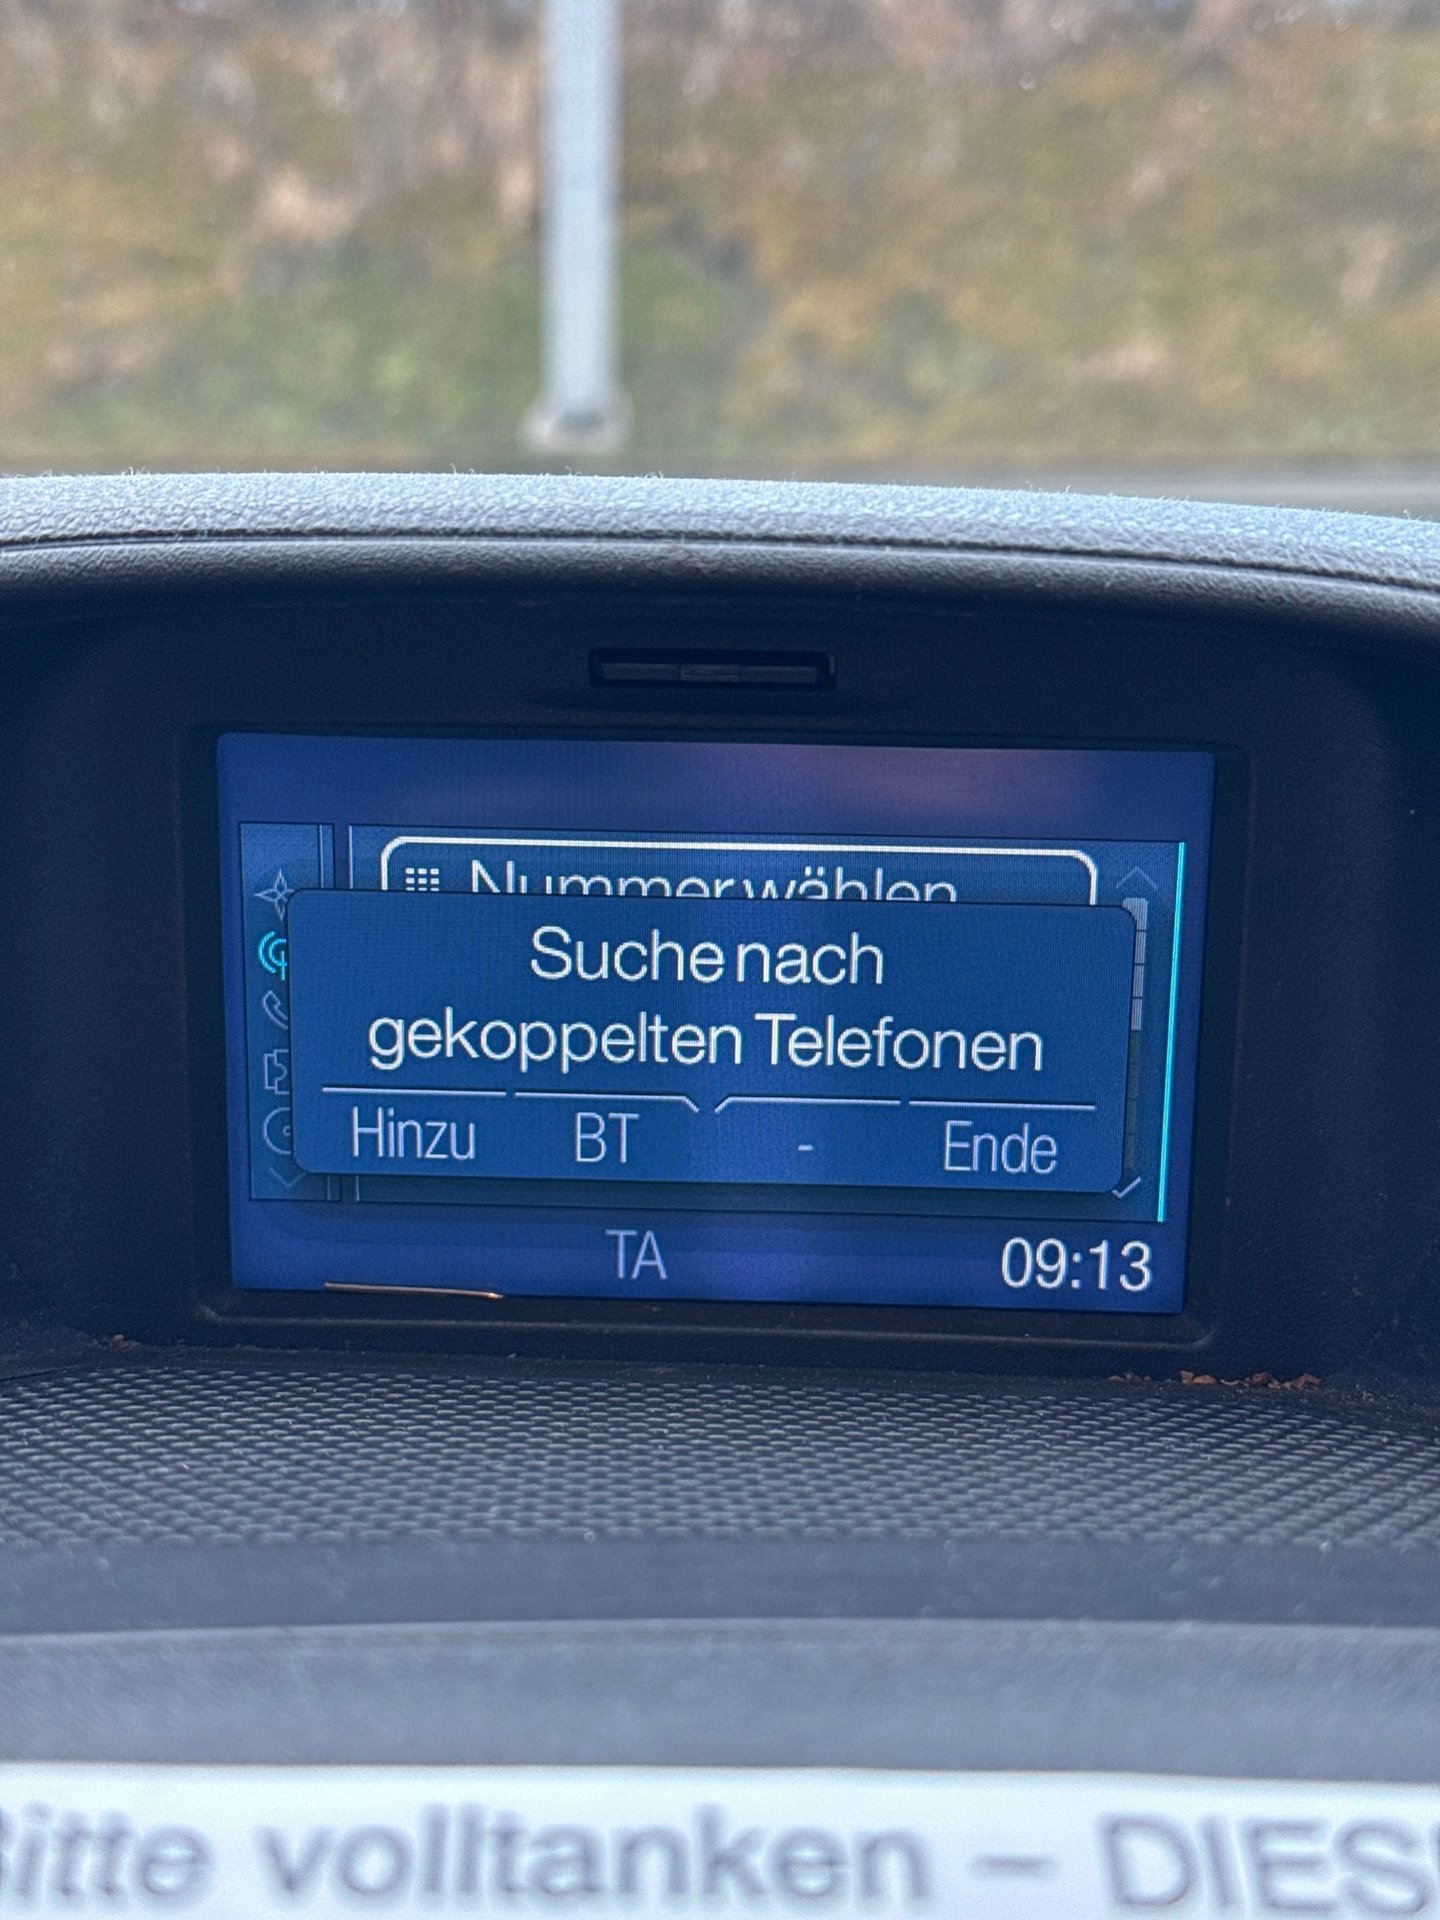 Nummer wählen
Suche nach
gekoppelten Telefonen
Hinzu BT - Ende
TA 09:13
Bitte volltanken – DIES